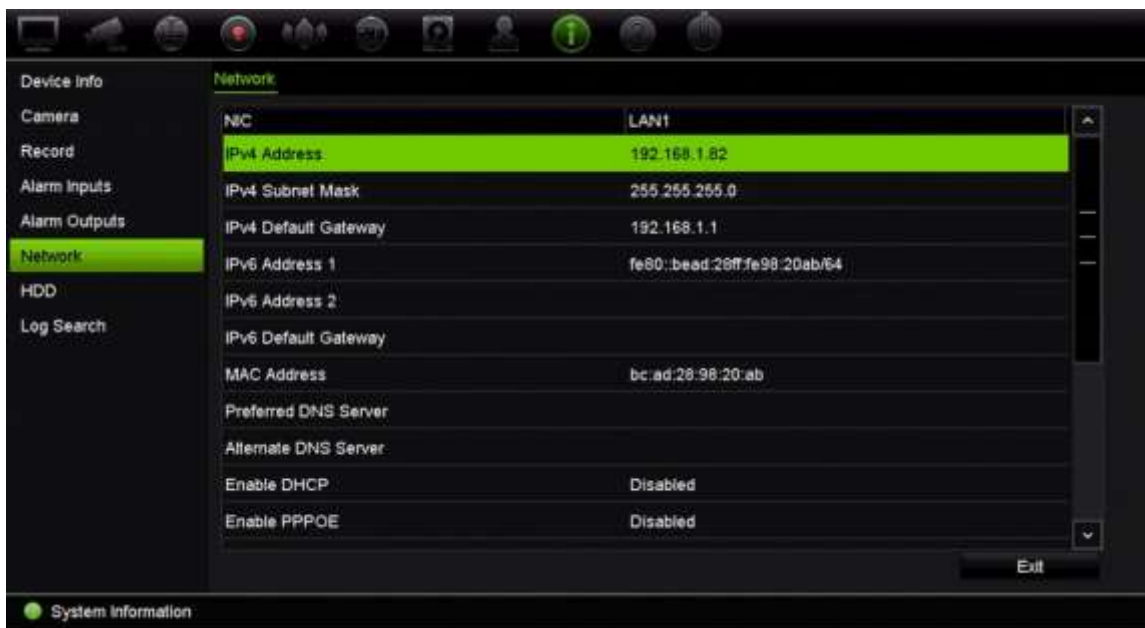 Device Info
Camera
Record
Alarm Inputs
Alarm Outputs
Network
HDD
Log Search
Network
NIC LAN1
IPv4 Address 192.168.1.82
IPv4 Subnet Mask 255.255.255.0
IPv4 Default Gateway 192.168.1.1
IPv6 Address 1 fe80::bead:28ff:fe98:20ab/64
IPv6 Address 2
IPv6 Default Gateway
MAC Address bc:ad:28:98:20:ab
Preferred DNS Server
Alternate DNS Server
Enable DHCP Disabled
Enable PPPOE Disabled
Exit
System Information